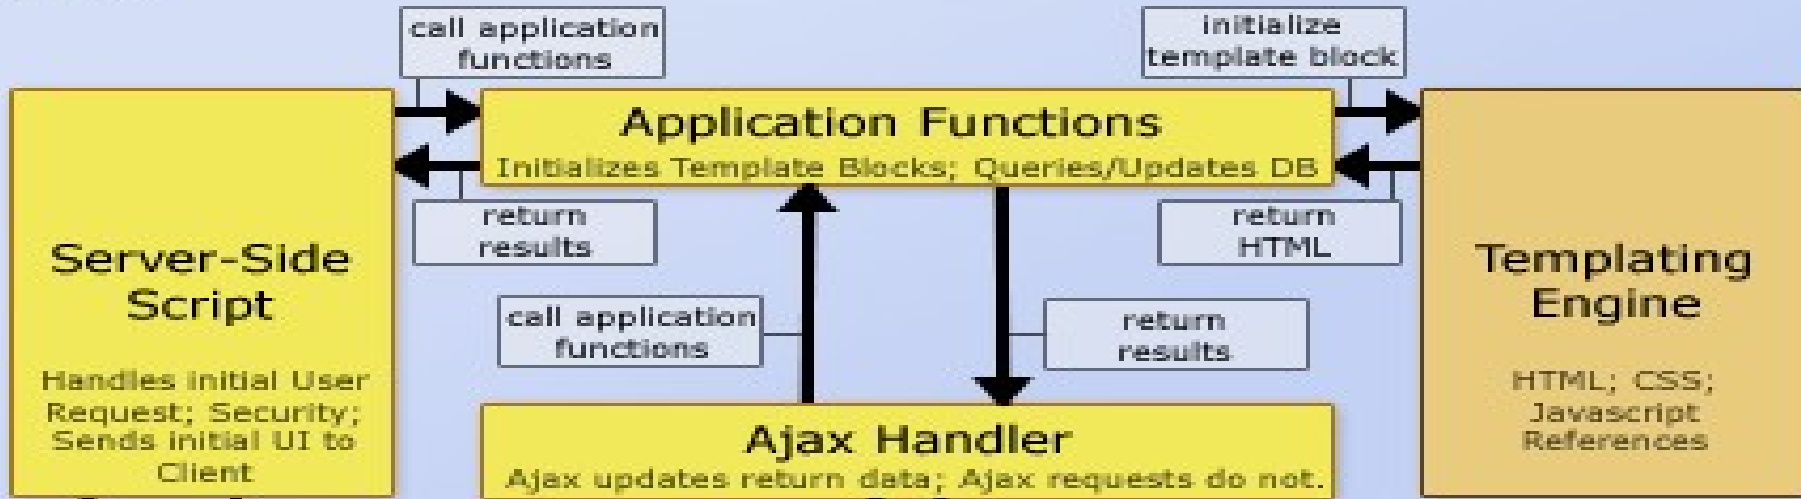 call application
functions
initialize
template block
Application Functions
Initializes Template Blocks; Queries/Updates DB
return
results
return
HTML
Server-Side
Script
Handles initial User
Request; Security;
Sends initial UI to
Client
call application
functions
return
results
Templating
Engine
HTML; CSS;
Javascript
References
Ajax Handler
Ajax updates return data; Ajax requests do not.